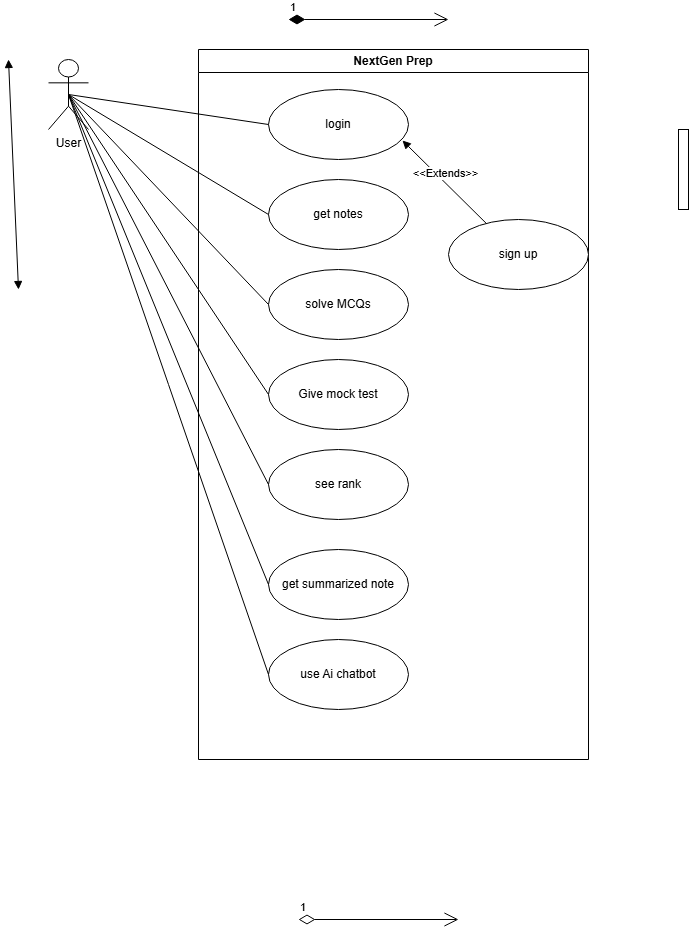 1
NextGen Prep
login
User
<<Extends>>
get notes
sign up
solve MCQs
Give mock test
see rank
get summarized note
use Ai chatbot
1